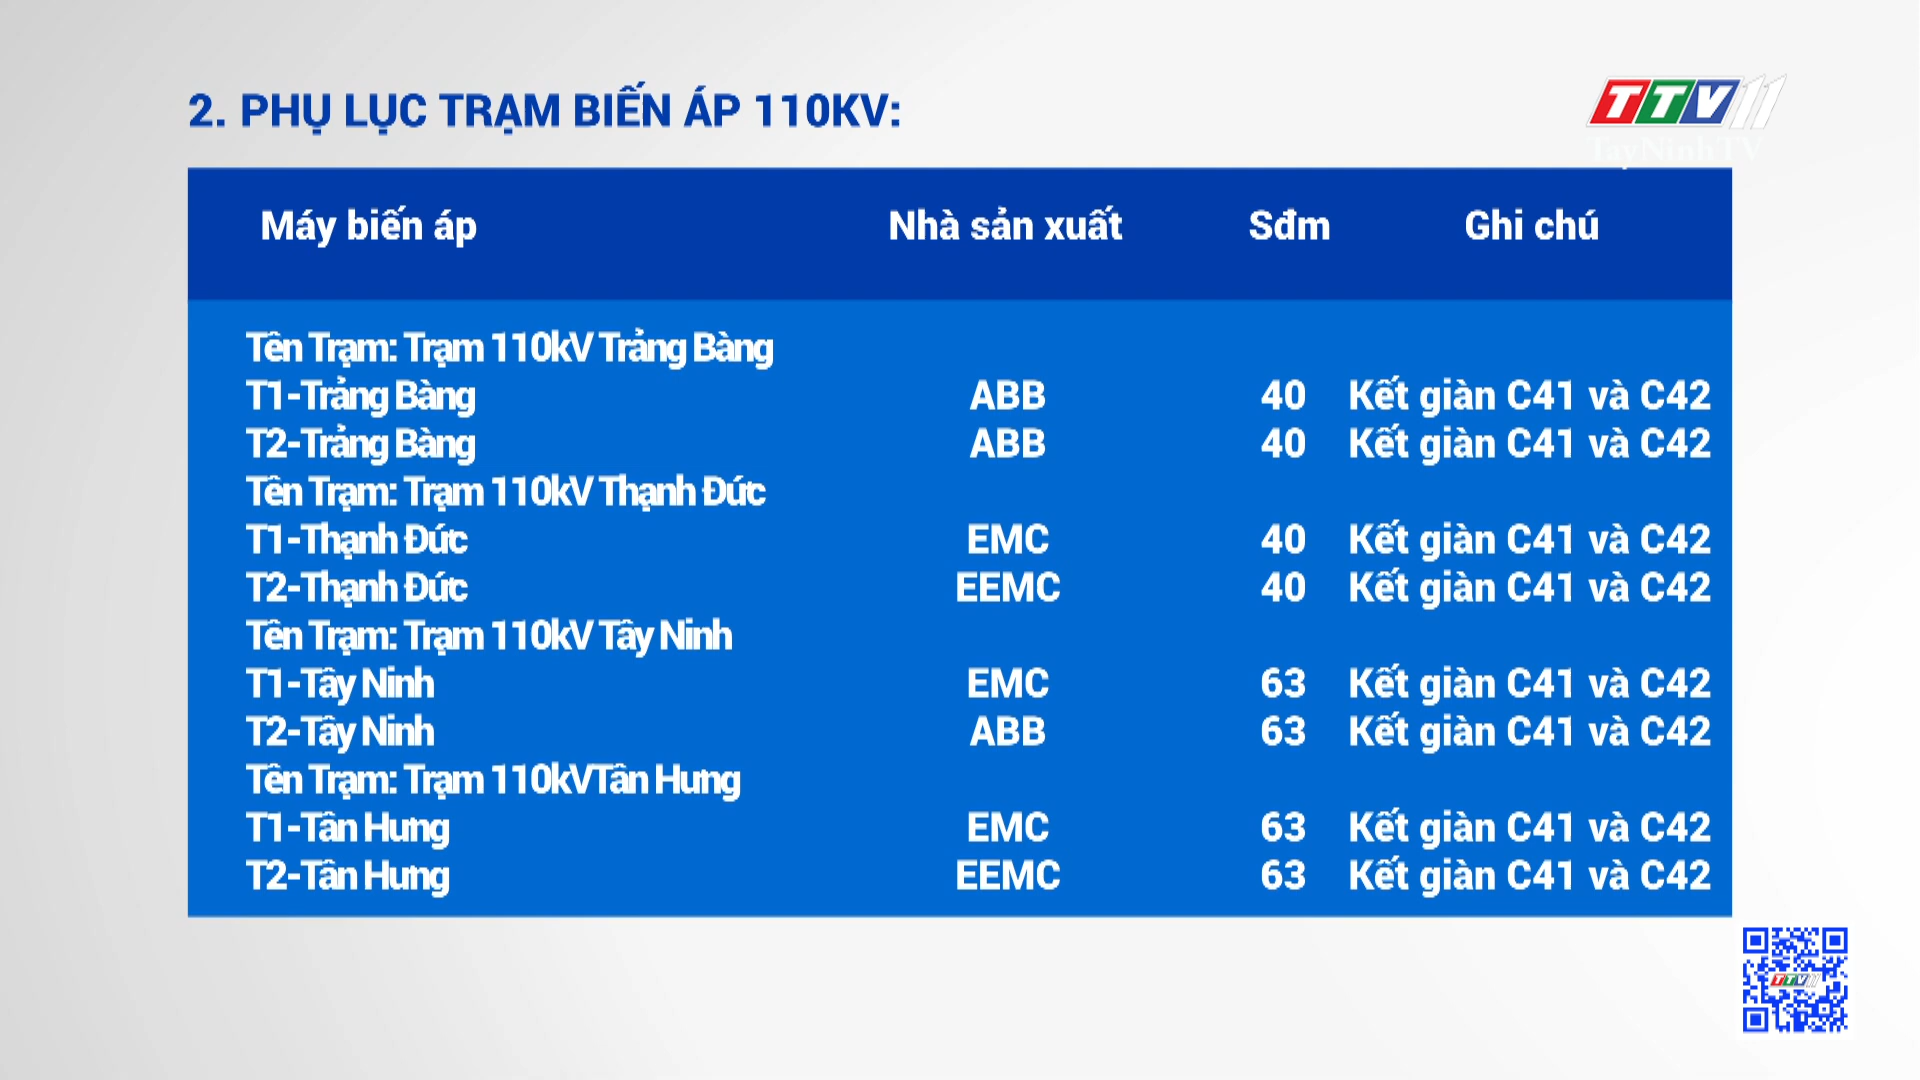 2. PHỤ LỤC TRẠM BIẾN ÁP 110KV:
TTV11
TayNinhTV
Máy biến áp Nhà sản xuất Sđm Ghi chú
Tên Trạm: Trạm 110kV Trảng Bàng
T1-Trảng Bàng ABB 40 Kết giàn C41 và C42
T2-Trảng Bàng ABB 40 Kết giàn C41 và C42
Tên Trạm: Trạm 110kV Thạnh Đức
T1-Thạnh Đức EMC 40 Kết giàn C41 và C42
T2-Thạnh Đức EEMC 40 Kết giàn C41 và C42
Tên Trạm: Trạm 110kV Tây Ninh
T1-Tây Ninh EMC 63 Kết giàn C41 và C42
T2-Tây Ninh ABB 63 Kết giàn C41 và C42
Tên Trạm: Trạm 110kVTân Hưng
T1-Tân Hưng EMC 63 Kết giàn C41 và C42
T2-Tân Hưng EEMC 63 Kết giàn C41 và C42
TTV11